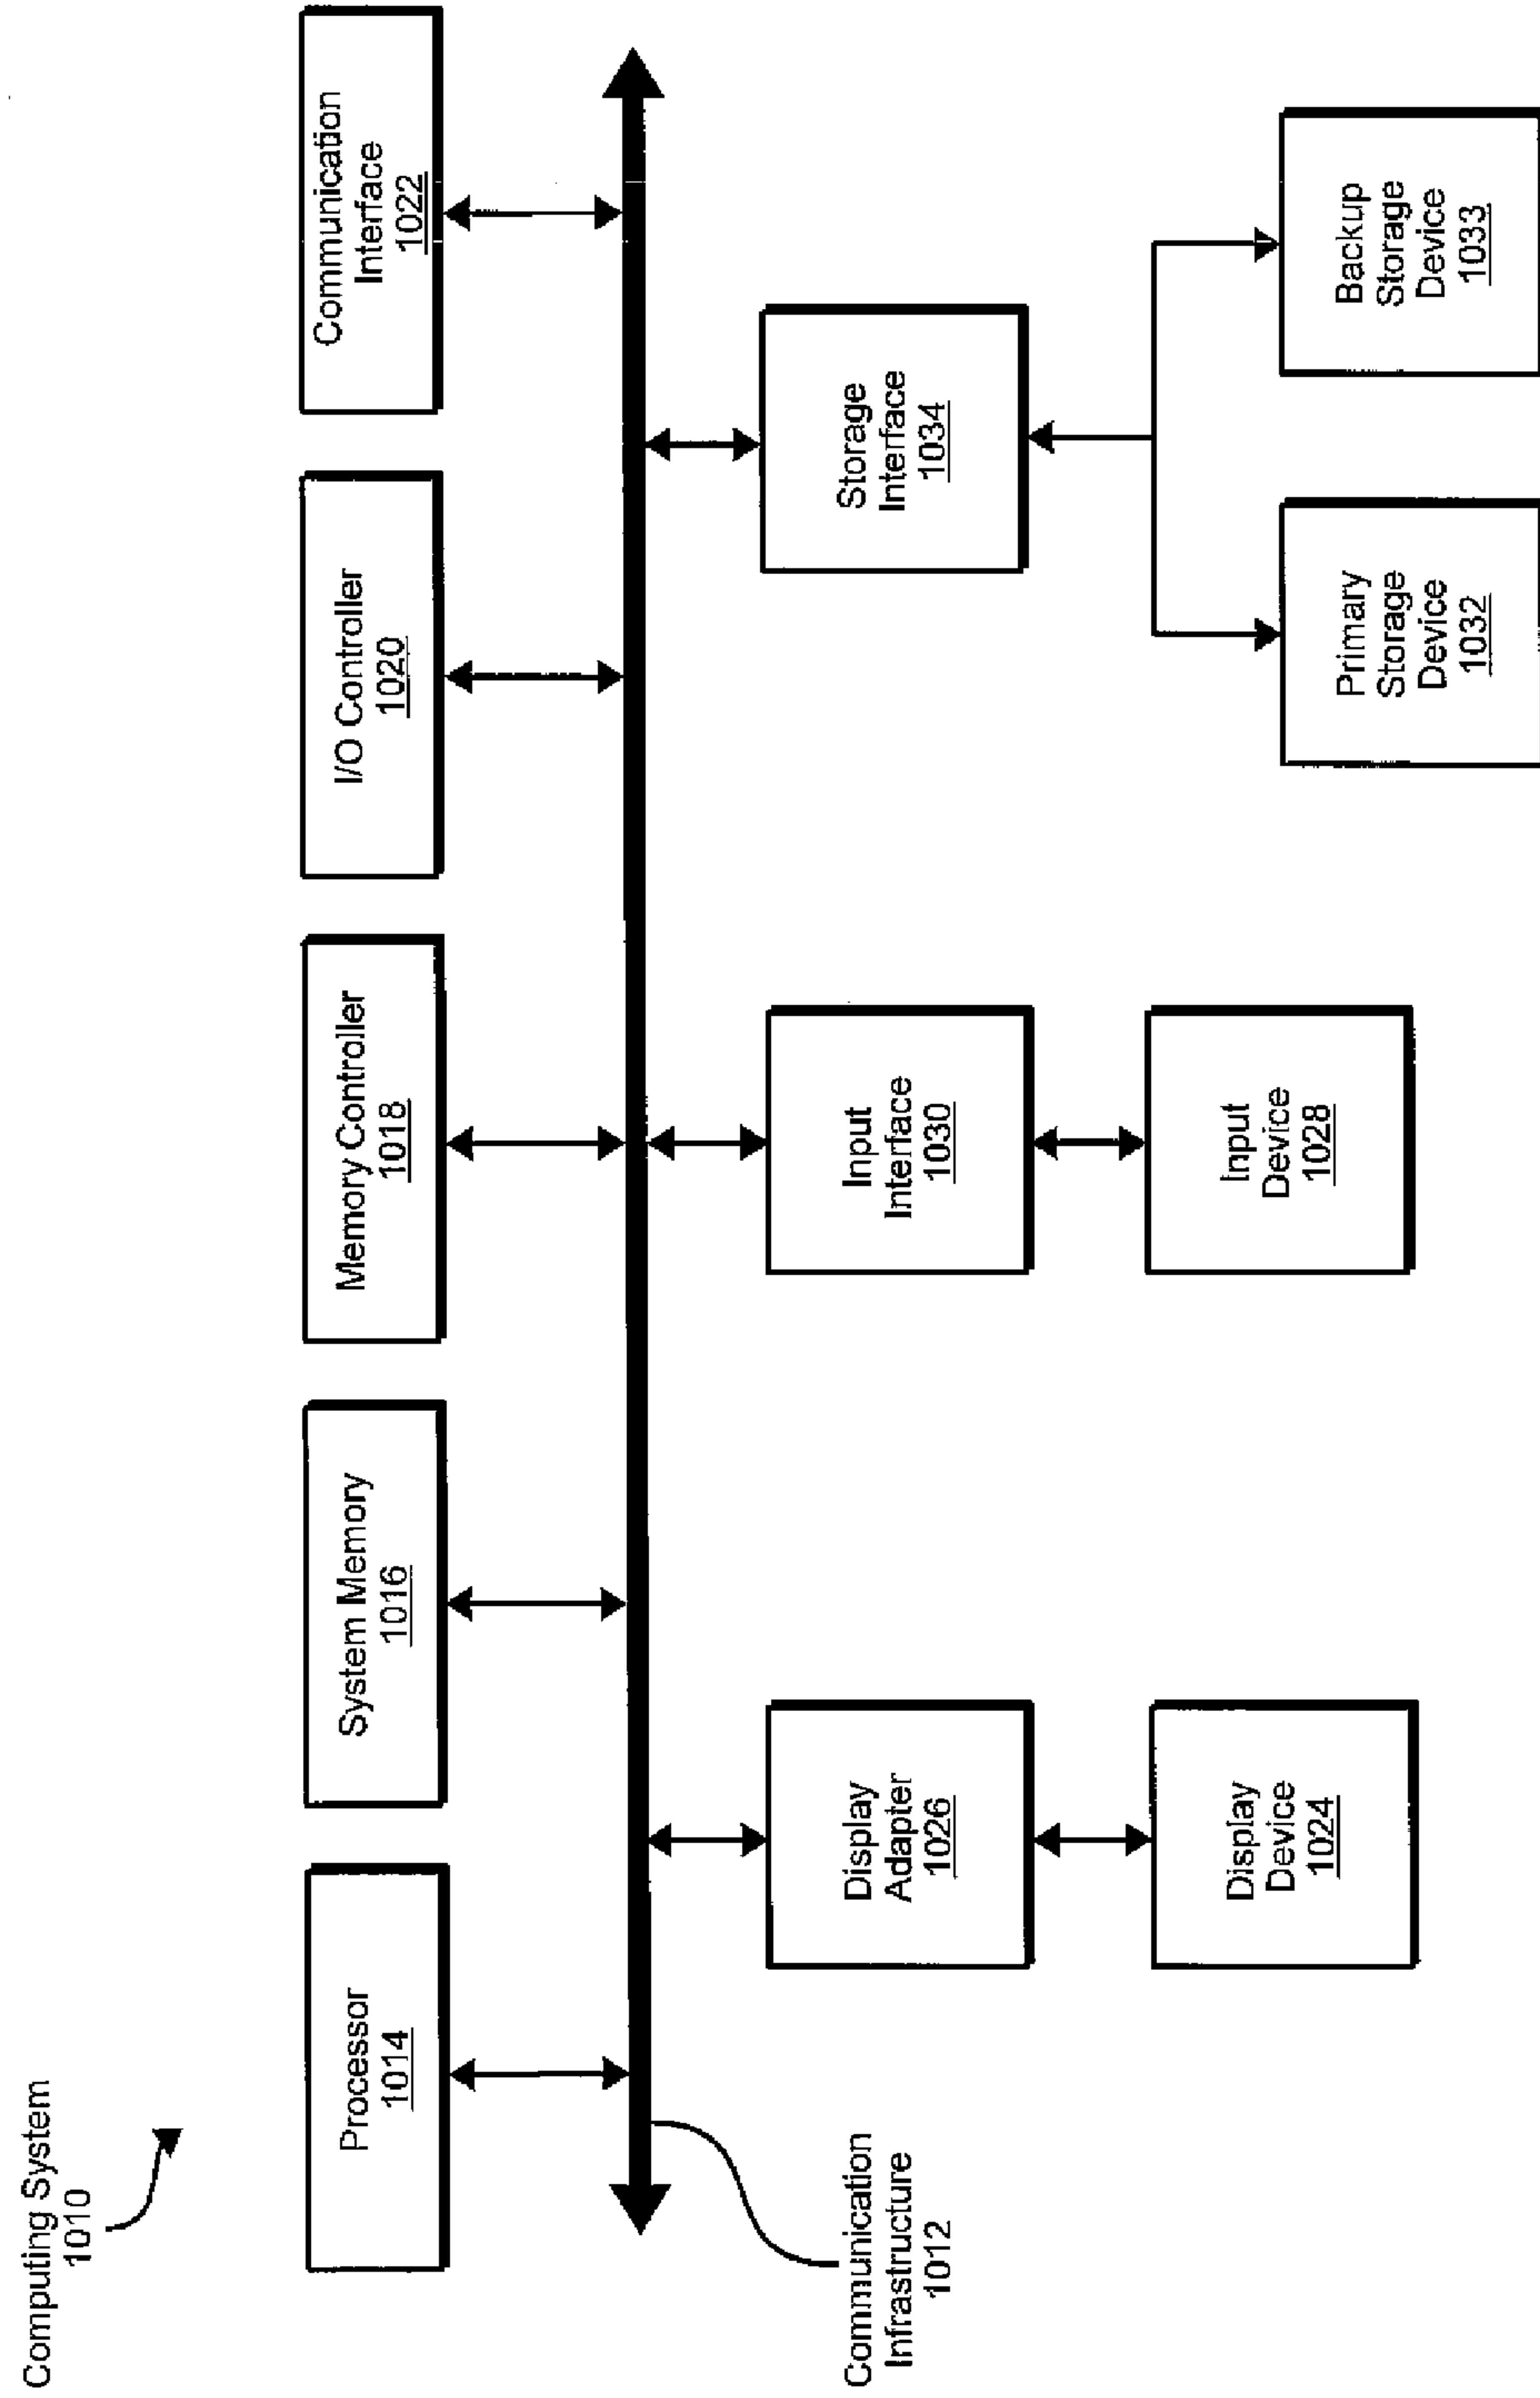 Computing System
1010
Processor
1014
System Memory
1016
Memory Controller
1018
I/O Controller
1020
Communication
Interface
1022
Communication
Infrastructure
1012
Display
Adapter
1026
Input
Interface
1030
Storage
Interface
1034
Display
Device
1024
Input
Device
1028
Primary
Storage
Device
1032
Backup
Storage
Device
1033